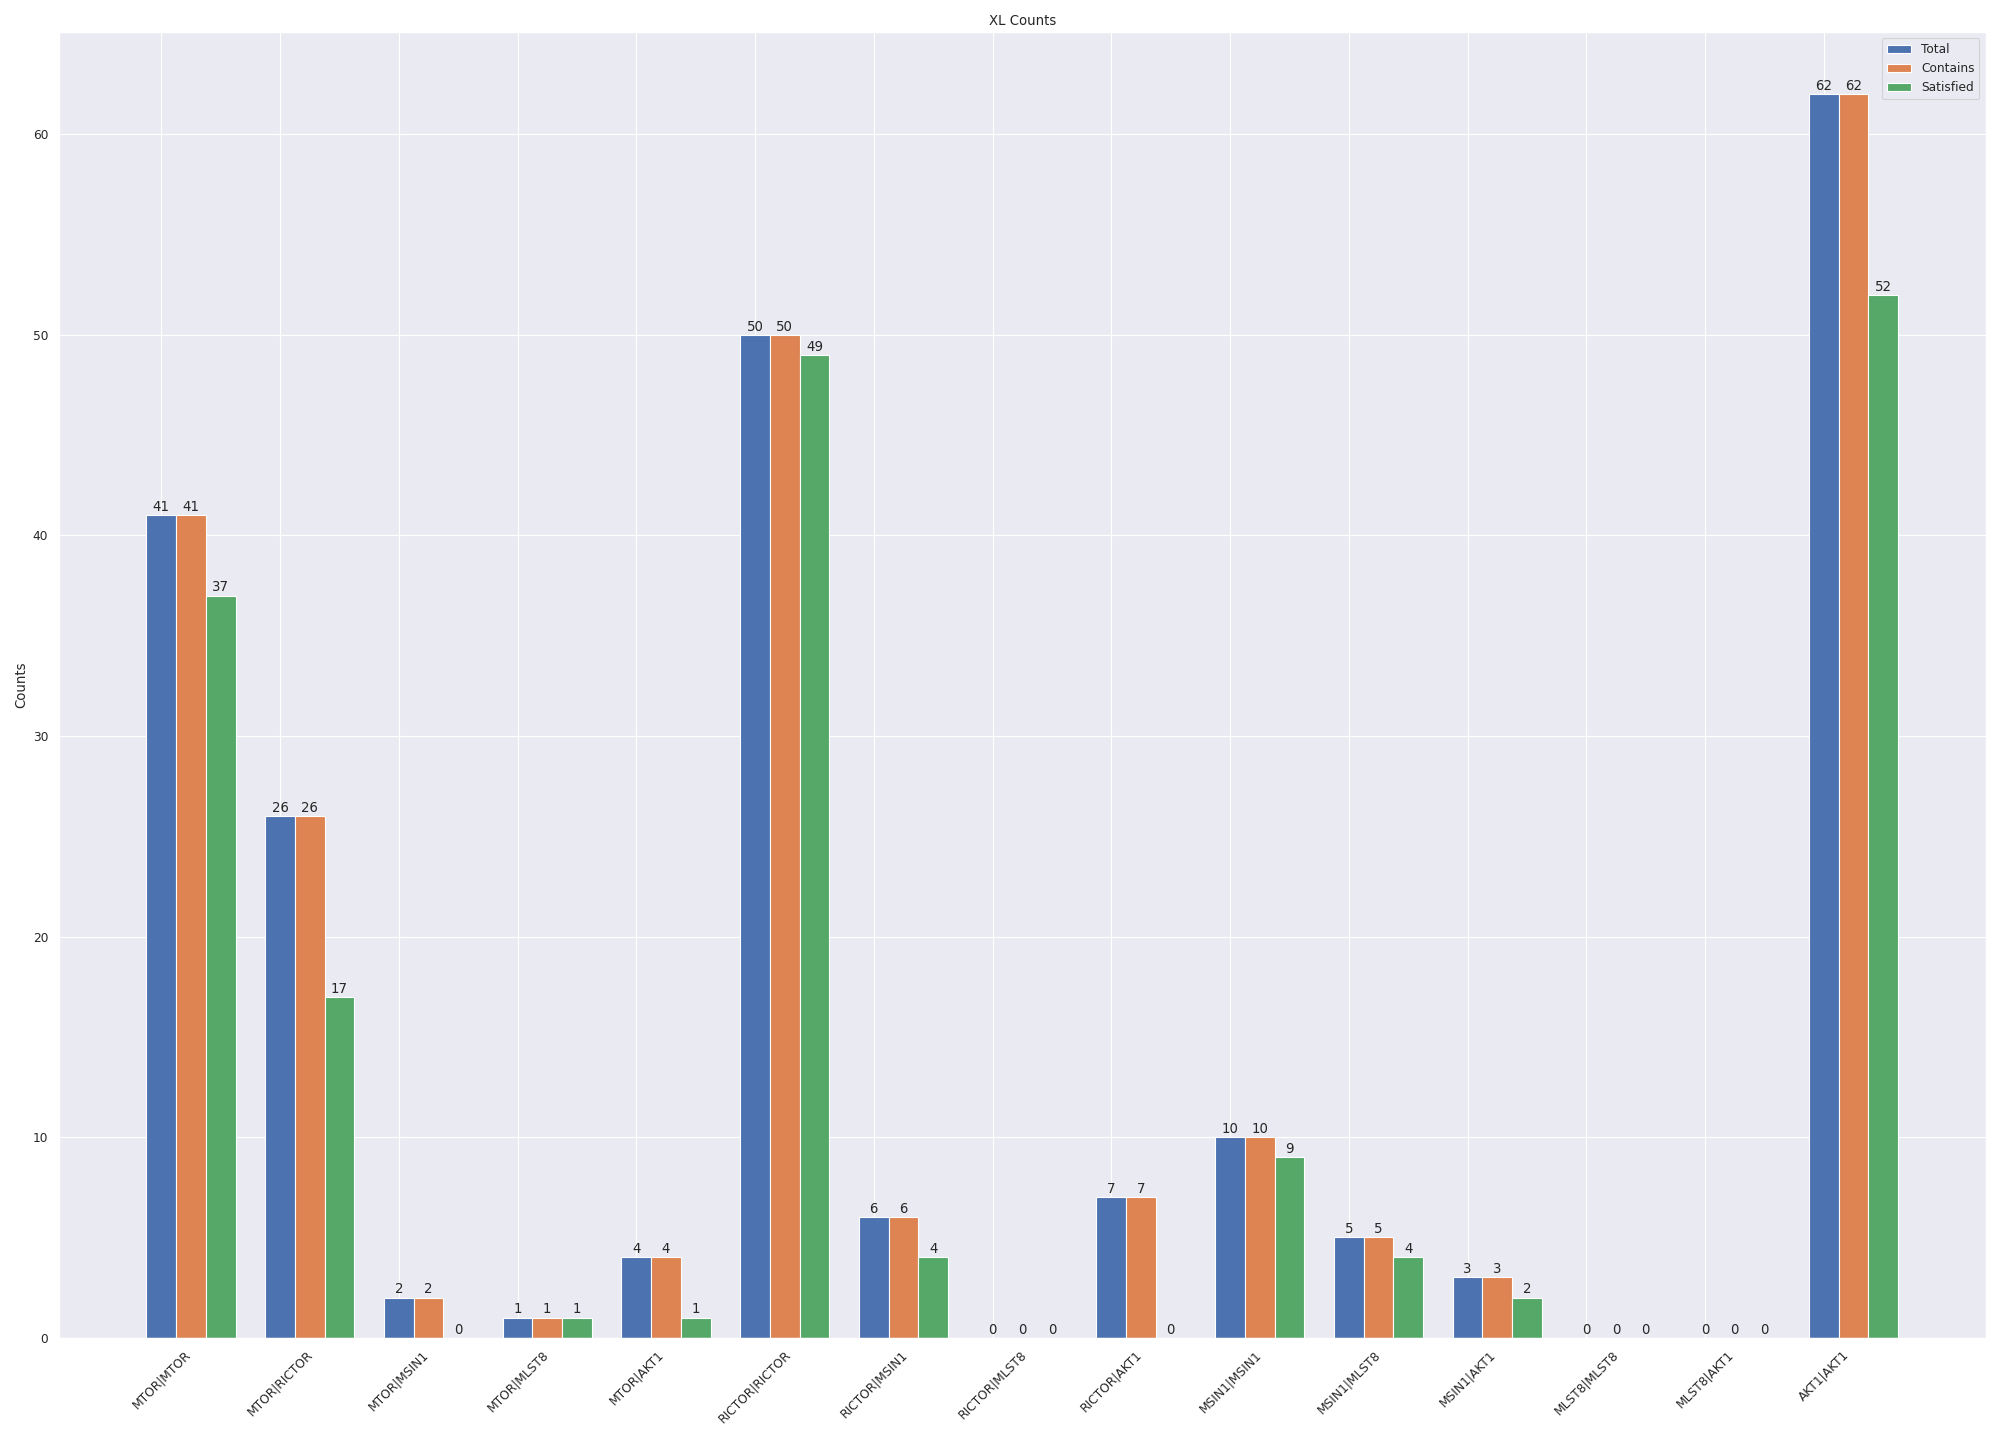 XL Counts
Total
Contains
Satisfied
Counts
60
50
40
30
20
10
0
41 41 37
26 26 17
2 2 0
1 1 1
4 4 1
50 50 49
6 6 4
0 0 0
7 7 0
10 10 9
5 5 4
3 3 2
0 0 0
0 0 0
62 62 52
MTOR|MTOR
MTOR|RICTOR
MTOR|MSIN1
MTOR|MLST8
MTOR|AKT1
RICTOR|RICTOR
RICTOR|MSIN1
RICTOR|MLST8
RICTOR|AKT1
MSIN1|MSIN1
MSIN1|MLST8
MSIN1|AKT1
MLST8|MLST8
MLST8|AKT1
AKT1|AKT1